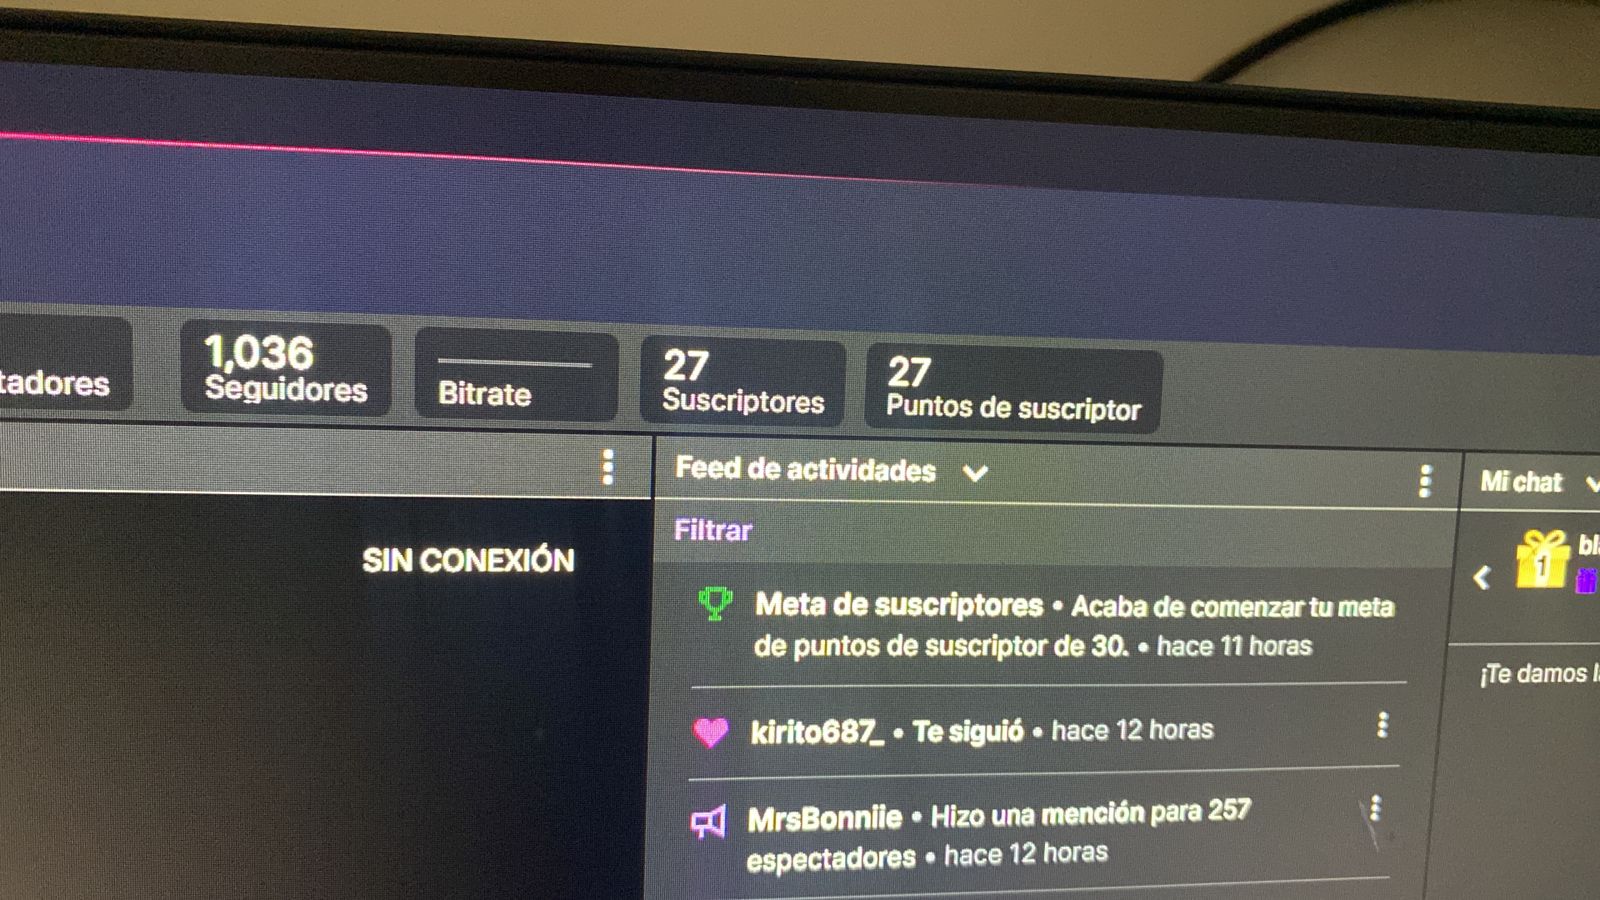 tadores
1,036
Seguidores
Bitrate
27
Suscriptores
27
Puntos de suscriptor
SIN CONEXIÓN
Feed de actividades
Filtrar
Meta de suscriptores • Acaba de comenzar tu meta
de puntos de suscriptor de 30. • hace 11 horas
kirito687_ • Te siguió • hace 12 horas
MrsBonniie • Hizo una mención para 257
espectadores • hace 12 horas
Mi chat
1
bl
¡Te damos l